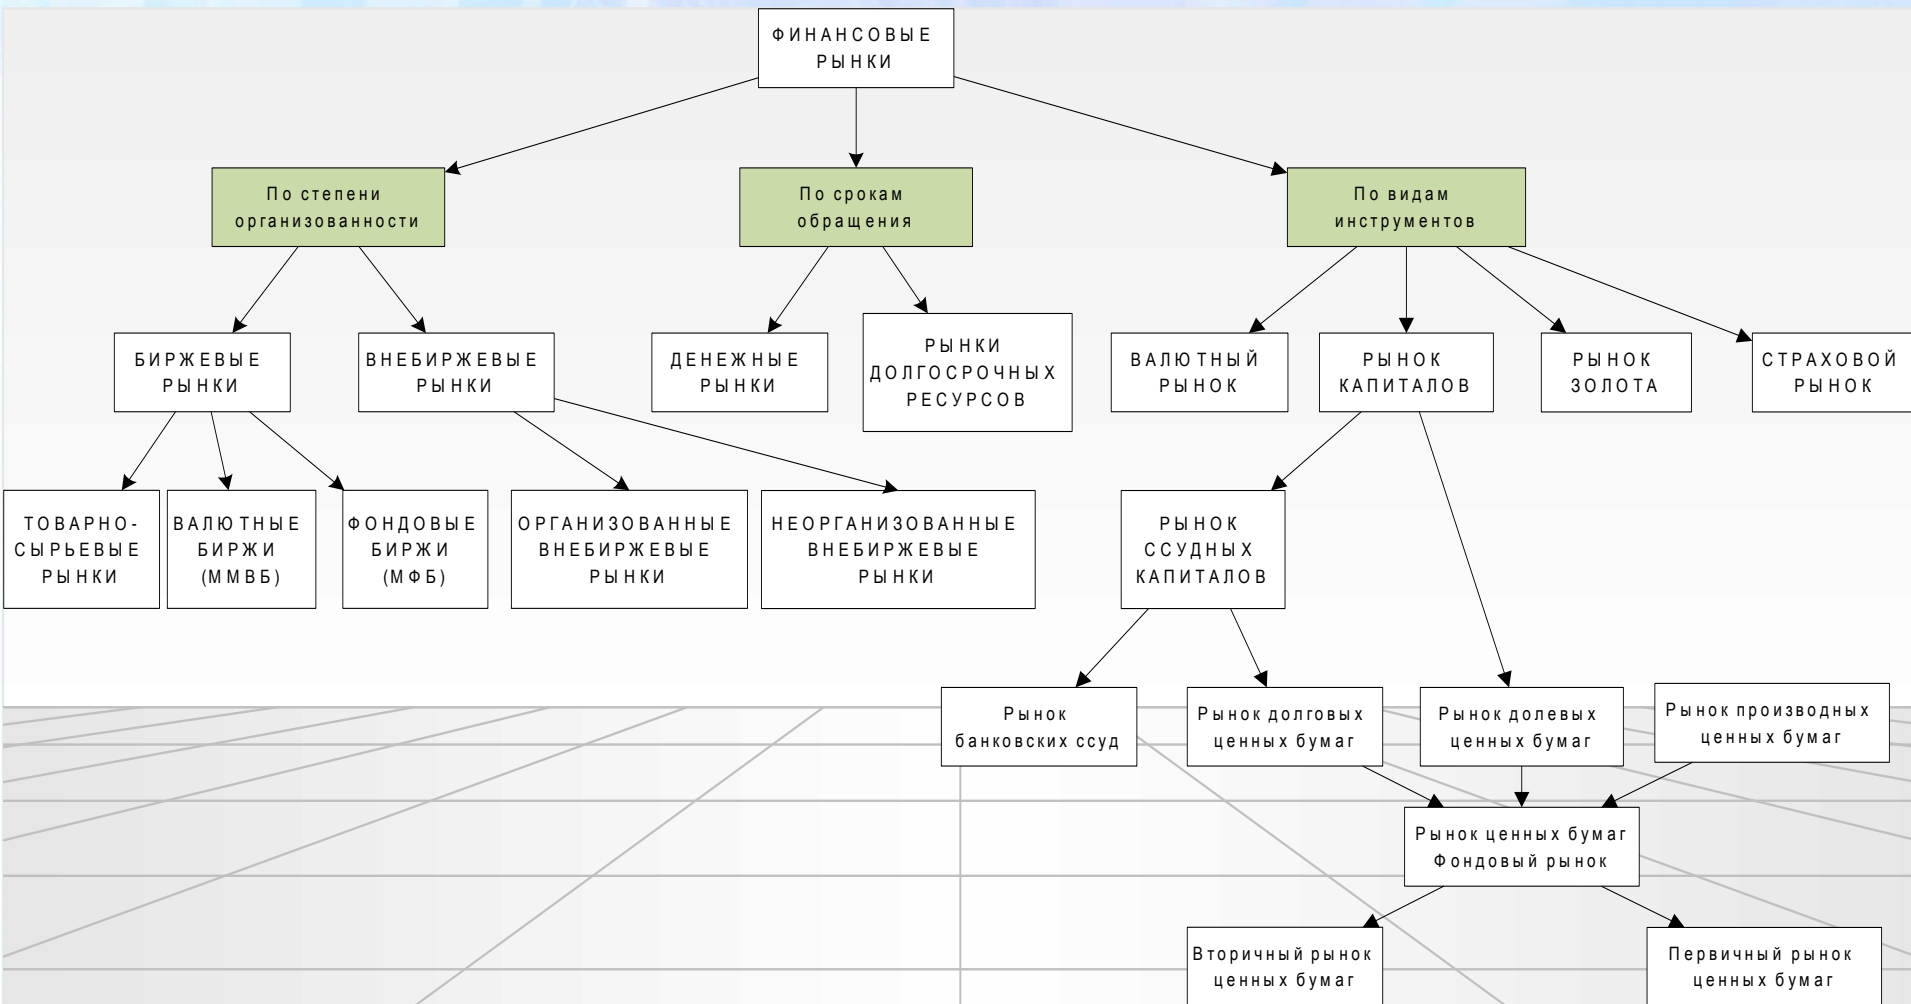 ФИНАНСОВЫЕ
РЫНКИ
По степени
организованности
По срокам
обращения
По видам
инструментов
БИРЖЕВЫЕ
РЫНКИ
ВНЕБИРЖЕВЫЕ
РЫНКИ
ДЕНЕЖНЫЕ
РЫНКИ
РЫНКИ
ДОЛГОСРОЧНЫХ
РЕСУРСОВ
ВАЛЮТНЫЙ
РЫНОК
РЫНОК
КАПИТАЛОВ
РЫНОК
ЗОЛОТА
СТРАХОВОЙ
РЫНОК
ТОВАРНО-
СЫРЬЕВЫЕ
РЫНКИ
ВАЛЮТНЫЕ
БИРЖИ
(ММВБ)
ФОНДОВЫЕ
БИРЖИ
(МФБ)
ОРГАНИЗОВАННЫЕ
ВНЕБИРЖЕВЫЕ
РЫНКИ
НЕОРГАНИЗОВАННЫЕ
ВНЕБИРЖЕВЫЕ
РЫНКИ
РЫНОК
ССУДНЫХ
КАПИТАЛОВ
Рынок
банковских ссуд
Рынок долговых
ценных бумаг
Рынок долевых
ценных бумаг
Рынок производных
ценных бумаг
Рынок ценных бумаг
Фондовый рынок
Вторичный рынок
ценных бумаг
Первичный рынок
ценных бумаг